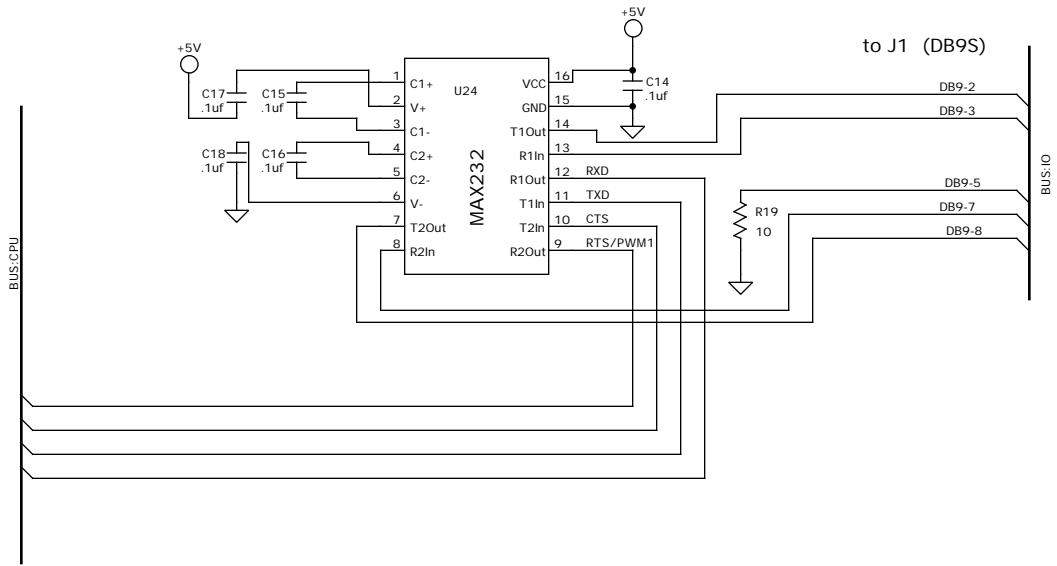 +5V
to J1 (DB9S)
+5V
1
C1+
U24
VCC
16
C14
.1uf
C17
.1uf
C15
.1uf
2
V+
GND
15
DB9-2
3
C1-
T1Out
14
DB9-3
C18
.1uf
C16
.1uf
4
C2+
R1In
13
5
C2-
R1Out
12
RXD
6
V-
T1In
11
TXD
7
T2Out
T2In
10
CTS
8
R2In
R2Out
9
RTS/PWM1
MAX232
DB9-5
R19
10
DB9-7
DB9-8
BUS:IO
BUS:CPU